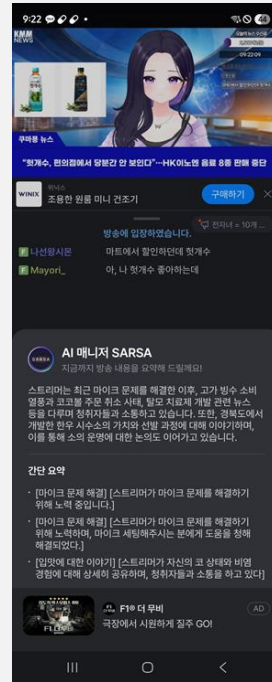 9:22
46
KMM
NEWS
09:22:09
쿠마몽 뉴스
"헛개수, 편의점에서 당분간 안 보인다"…HK이노엔 음료 8종 판매 중단
WINIX
위닉스
조용한 원룸 미니 건조기
구매하기
전자녀 = 10개 ...
방송에 입장하였습니다.
F 나선왕시몬 마트에서 할인하던데 헛개수
F Mayori_ 아, 나 헛개수 좋아하는데
SARSA
AI 매니저 SARSA
지금까지 방송 내용을 요약해 드릴게요!
스트리머는 최근 마이크 문제를 해결한 이후, 고가 빙수 소비
열풍과 코코볼 주문 취소 사태, 탈모 치료제 개발 관련 뉴스
등을 다루며 청취자들과 소통하고 있습니다. 또한, 경북도에서
개발한 한우 시수소의 가치와 선발 과정에 대해 이야기하며,
이를 통해 소의 운명에 대한 논의도 이어가고 있습니다.
간단 요약
· [마이크 문제 해결] [스트리머가 마이크 문제를 해결하기
위해 노력 중입니다.]
· [마이크 문제 해결] [스트리머가 마이크 문제를 해결하기
위해 노력하며, 마이크 세팅해주시는 분에게 도움을 청해
해결되었다.]
· [입맛에 대한 이야기] [스트리머가 자신의 코 상태와 비염
경험에 대해 상세히 공유하며, 청취자들과 소통을 하고 있다]
F1® 더 무비
AD
극장에서 시원하게 질주 GO!